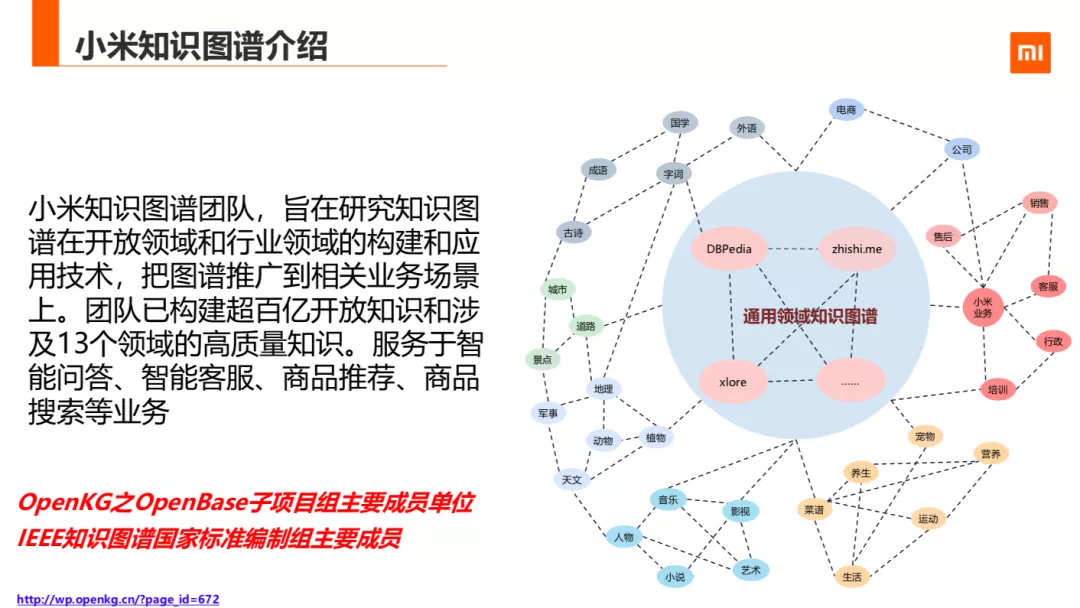 小米知识图谱介绍
mi
小米知识图谱团队，旨在研究知识图
谱在开放领域和行业领域的构建和应
用技术，把图谱推广到相关业务场景
上。团队已构建超百亿开放知识和涉
及13个领域的高质量知识。服务于智
能问答、智能客服、商品推荐、商品
搜索等业务
OpenKG之OpenBase子项目组主要成员单位
IEEE知识图谱国家标准编制组主要成员
http://wp.openkg.cn/?page_id=672
电商
国学
外语
公司
成语
字词
销售
古诗
售后
DBPedia
zhishi.me
城市
客服
小米
业务
通用领域知识图谱
道路
行政
景点
xlore
......
地理
培训
军事
动物
植物
宠物
营养
天文
养生
音乐
影视
菜谱
运动
人物
小说
艺术
生活